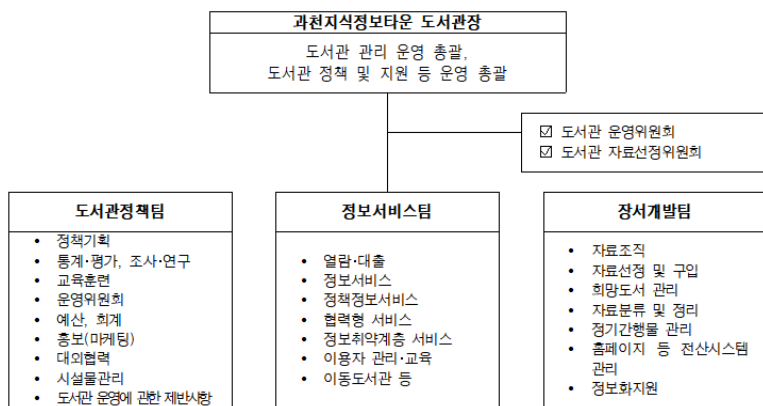 과천지식정보타운 도서관장
도서관 관리 운영 총괄,
도서관 정책 및 지원 등 운영 총괄
☑ 도서관 운영위원회
☑ 도서관 자료선정위원회
도서관정책팀
• 정책기획
• 통계·평가, 조사·연구
• 교육훈련
• 운영위원회
• 예산, 회계
• 홍보(마케팅)
• 대외협력
• 시설물관리
• 도서관 운영에 관한 제반사항
정보서비스팀
• 열람·대출
• 정보서비스
• 정책정보서비스
• 협력형 서비스
• 정보취약계층 서비스
• 이용자 관리·교육
• 이동도서관 등
장서개발팀
• 자료조직
• 자료선정 및 구입
• 희망도서 관리
• 자료분류 및 정리
• 정기간행물 관리
• 홈페이지 등 전산시스템
관리
• 정보화지원